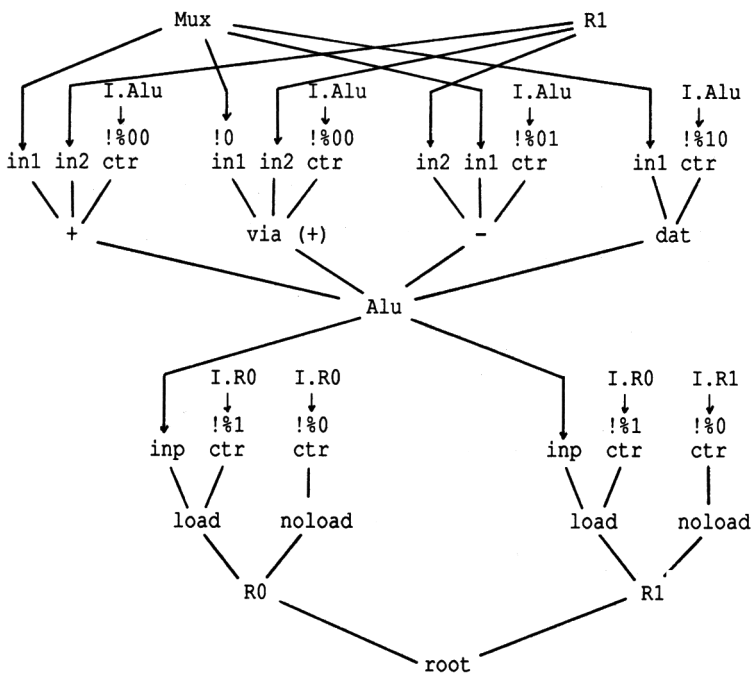 Mux R1
I.Alu I.Alu I.Alu I.Alu
!%00 !0 !%00 !%01 !%10
in1 in2 ctr in1 in2 ctr in2 in1 ctr in1 ctr
+ via (+) - dat
Alu
I.R0 I.R0 I.R0 I.R1
!%1 !%0 !%1 !%0
inp ctr ctr inp ctr ctr
load noload load noload
R0 R1
root